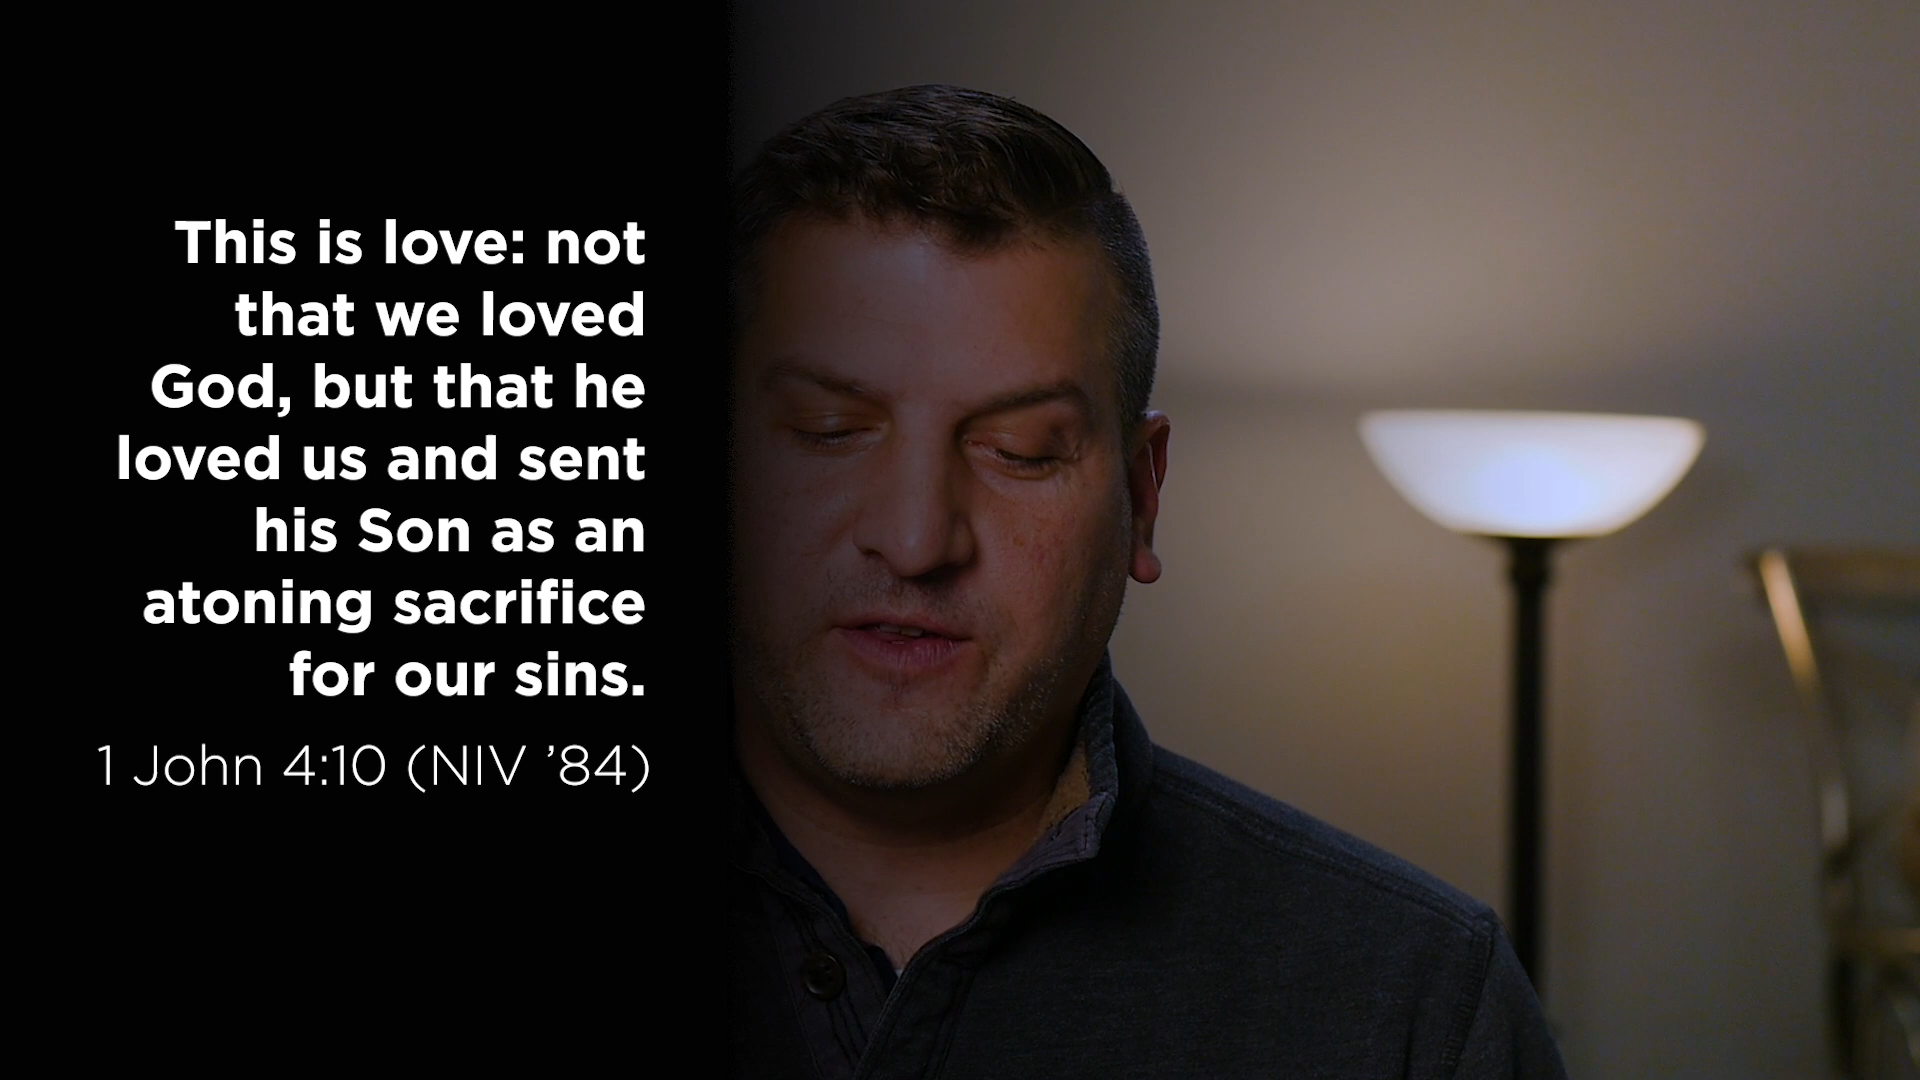 This is love: not
that we loved
God, but that he
loved us and sent
his Son as an
atoning sacrifice
for our sins.
1 John 4:10 (NIV ’84)